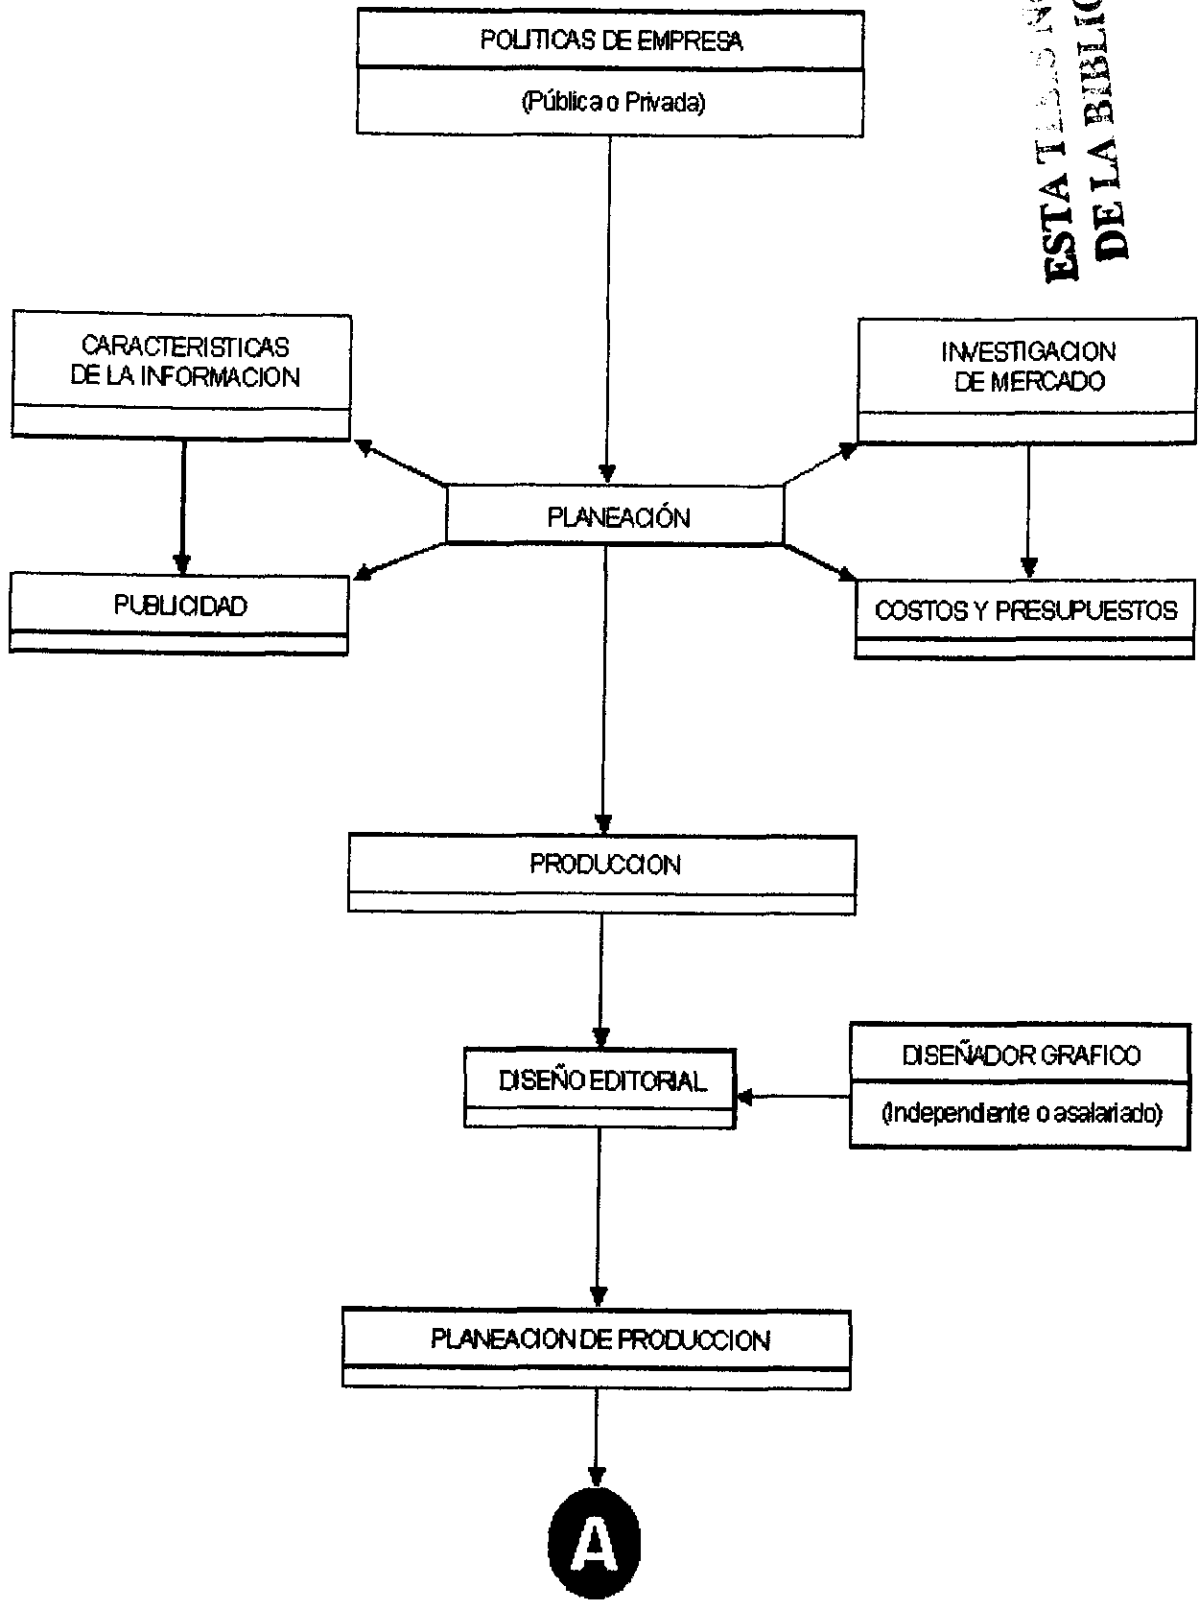 POLITICAS DE EMPRESA
(Pública o Privada)
ESTA
DE LA
CARACTERISTICAS
DE LA INFORMACION
INVESTIGACION
DE MERCADO
PLANEACIÓN
PUBLICIDAD
COSTOS Y PRESUPUESTOS
PRODUCCION
DISEÑO EDITORIAL
DISEÑADOR GRAFICO
(Independiente o asalariado)
PLANEACION DE PRODUCCION
A